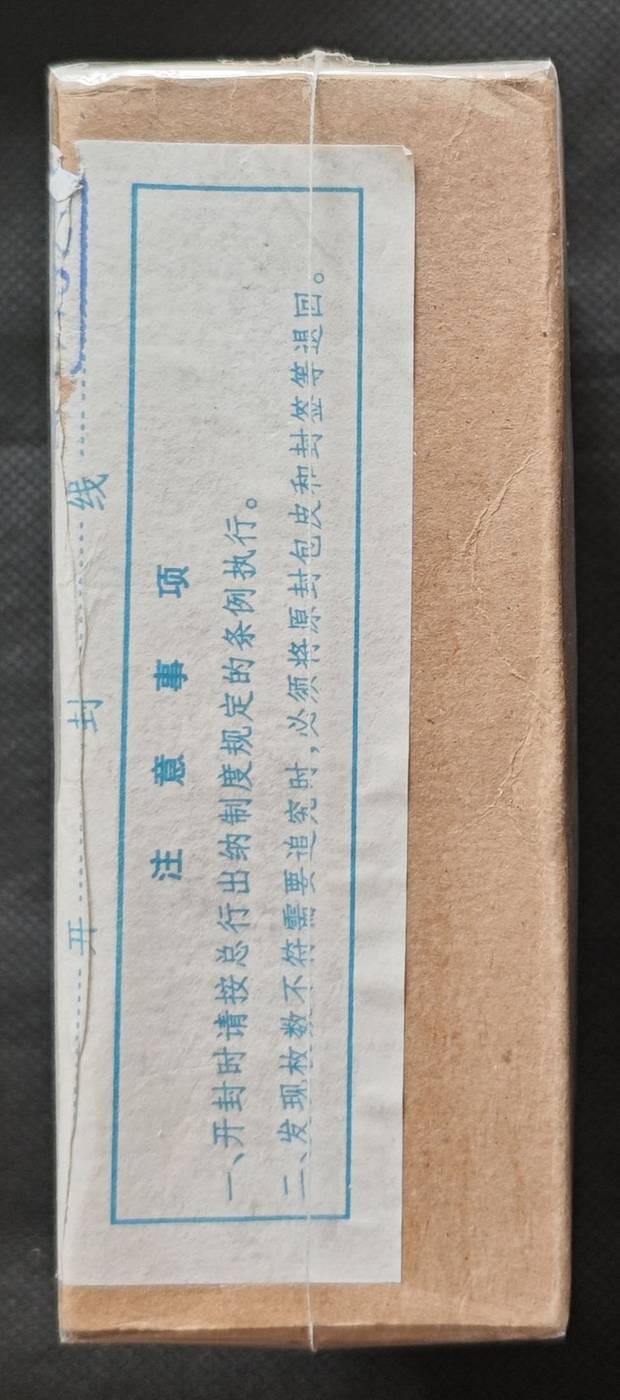 开封线
注意事项
一、开封时请按总行出纳制度规定的条例执行。
二、发现枚数不符需要追究时，必须将原封包皮和封签等退回。